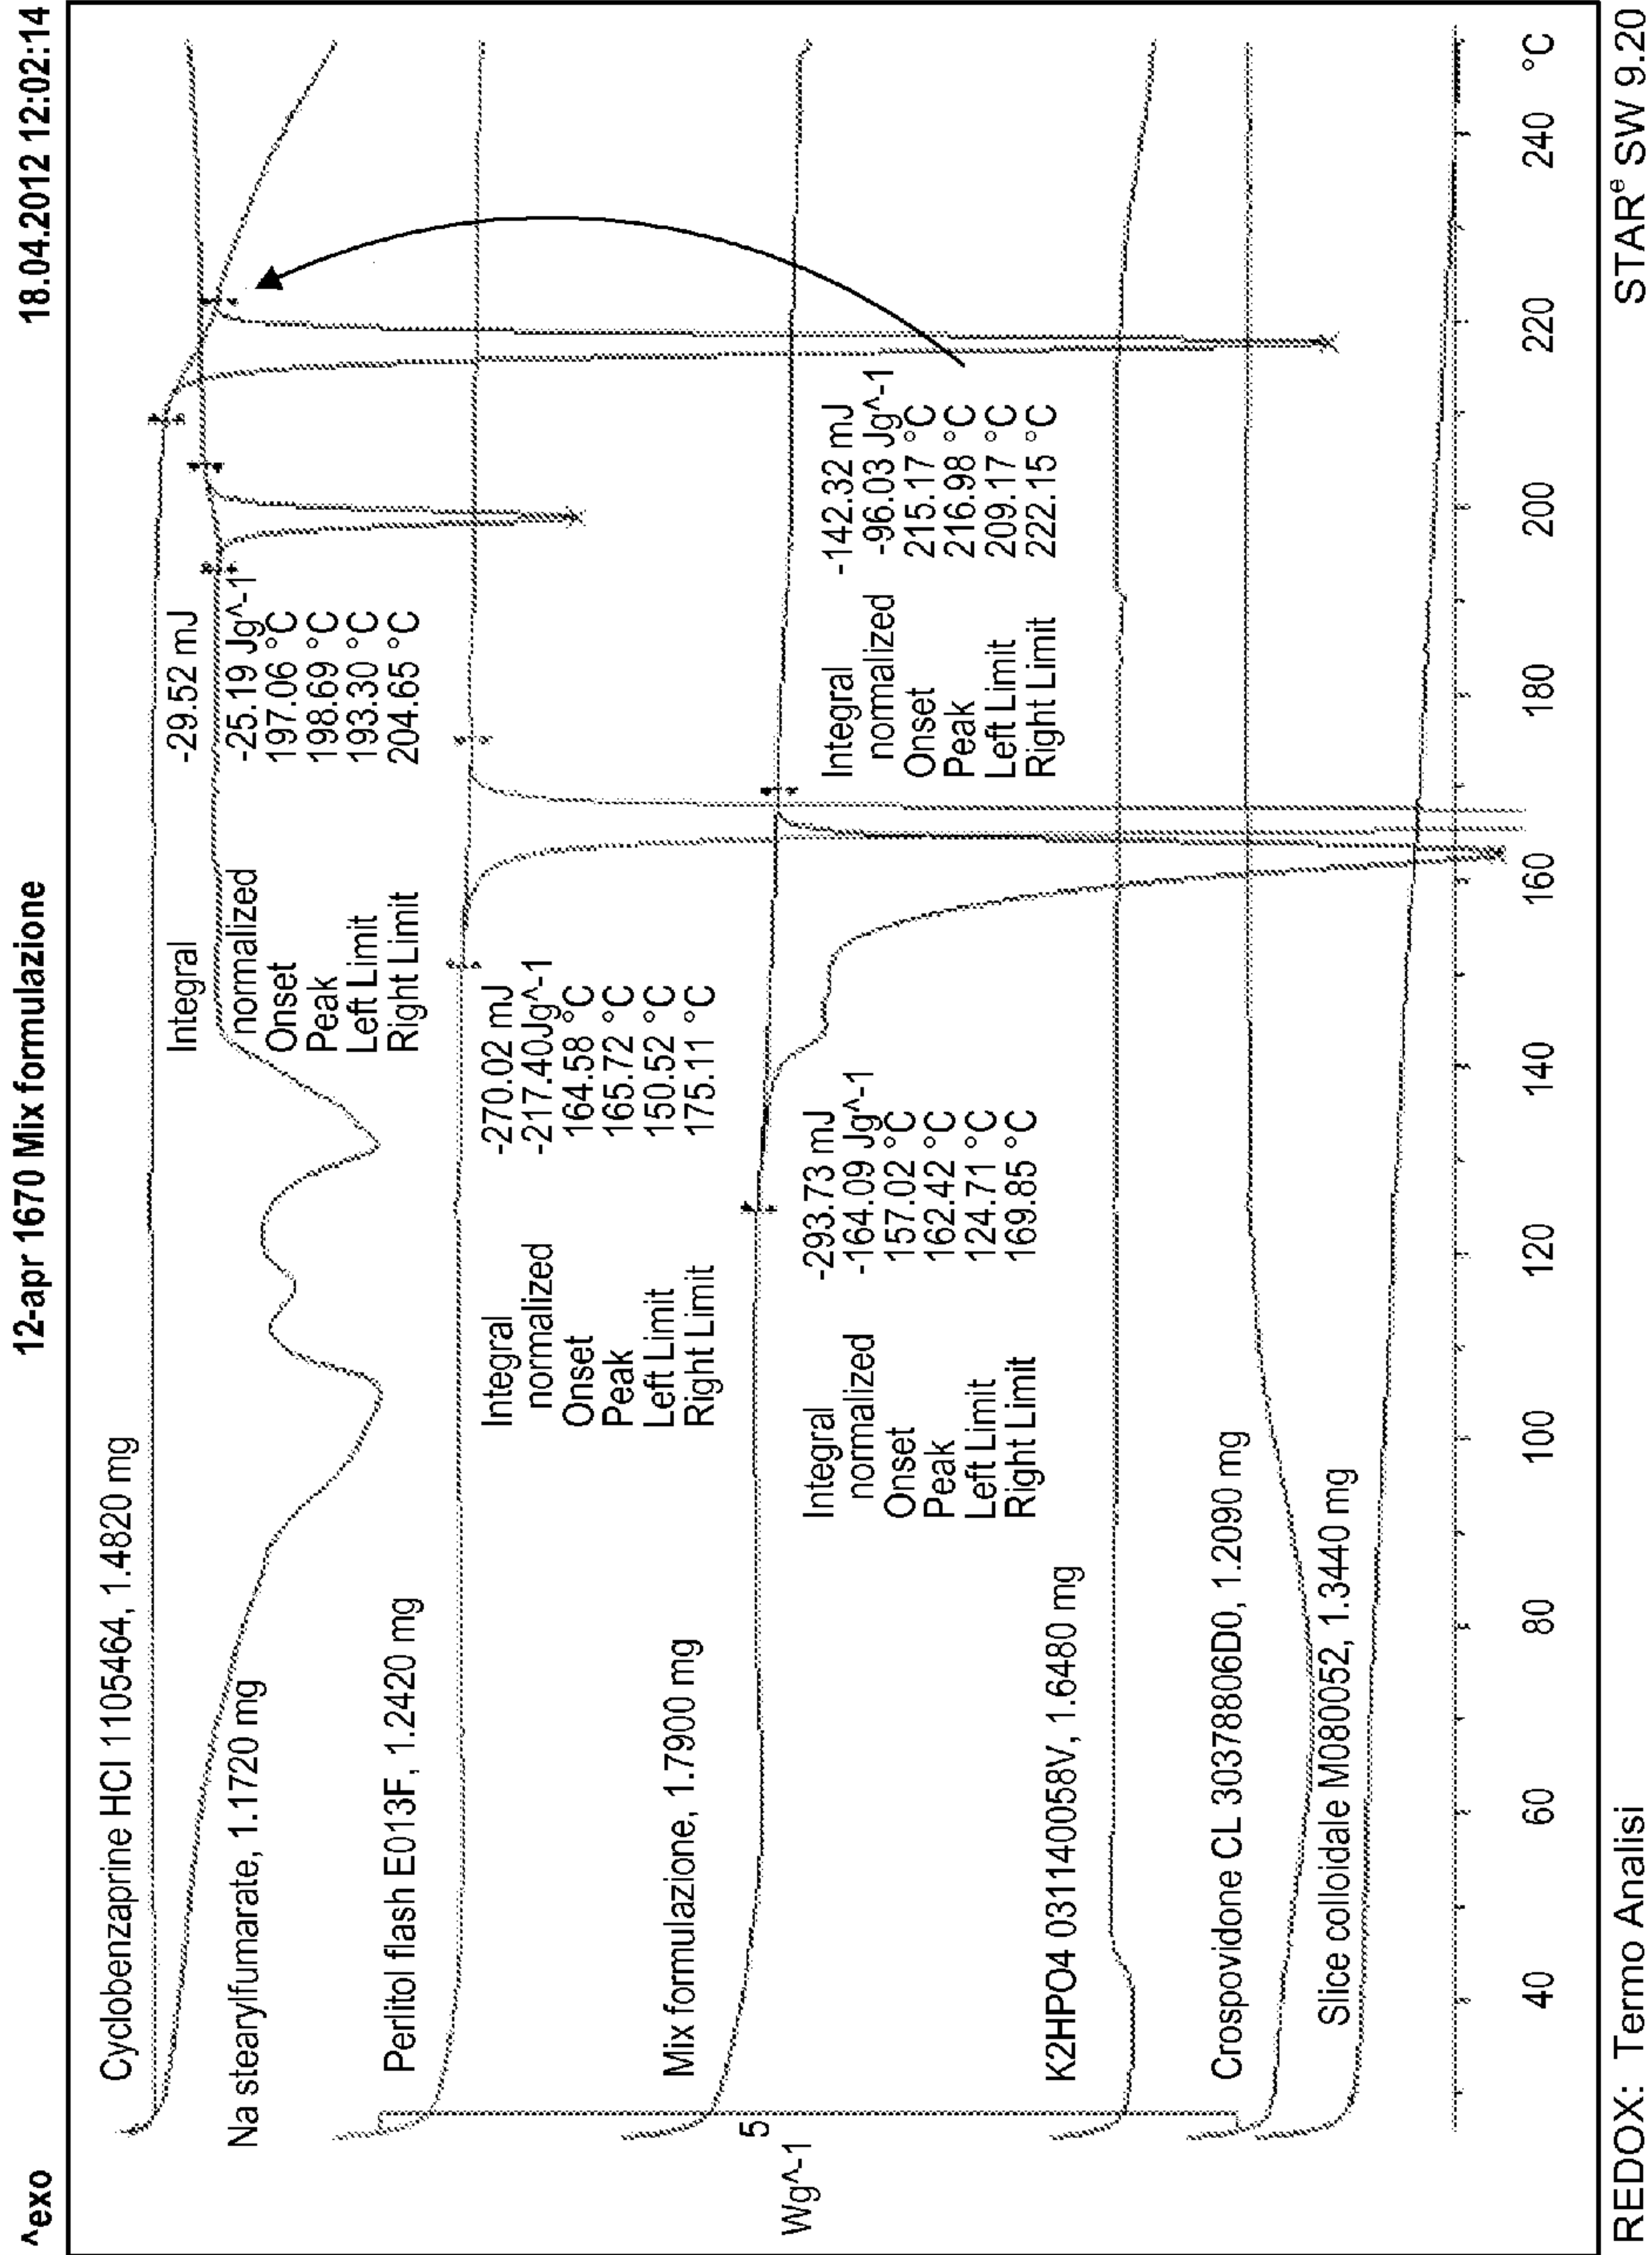 ^exo
12-apr 1670 Mix formulazione
18.04.2012 12:02:14
Cyclobenzaprine HCl 1105464, 1.4820 mg
Na stearylfumarate, 1.1720 mg
Integral -29.52 mJ
normalized -25.19 Jg^-1
Onset 197.06 °C
Peak 198.69 °C
Left Limit 193.30 °C
Right Limit 204.65 °C
Perlitol flash E013F, 1.2420 mg
Integral -270.02 mJ
normalized -217.40Jg^-1
Onset 164.58 °C
Peak 165.72 °C
Left Limit 150.52 °C
Right Limit 175.11 °C
Mix formulazione, 1.7900 mg
Integral -293.73 mJ
normalized -164.09 Jg^-1
Onset 157.02 °C
Peak 162.42 °C
Left Limit 124.71 °C
Right Limit 169.85 °C
Integral -142.32 mJ
normalized -96.03 Jg^-1
Onset 215.17 °C
Peak 216.98 °C
Left Limit 209.17 °C
Right Limit 222.15 °C
5
Wg^-1
K2HPO4 031140058V, 1.6480 mg
Crospovidone CL 30378806D0, 1.2090 mg
Slice colloidale M080052, 1.3440 mg
40 60 80 100 120 140 160 180 200 220 240 °C
REDOX: Termo Analisi
STARe SW 9.20